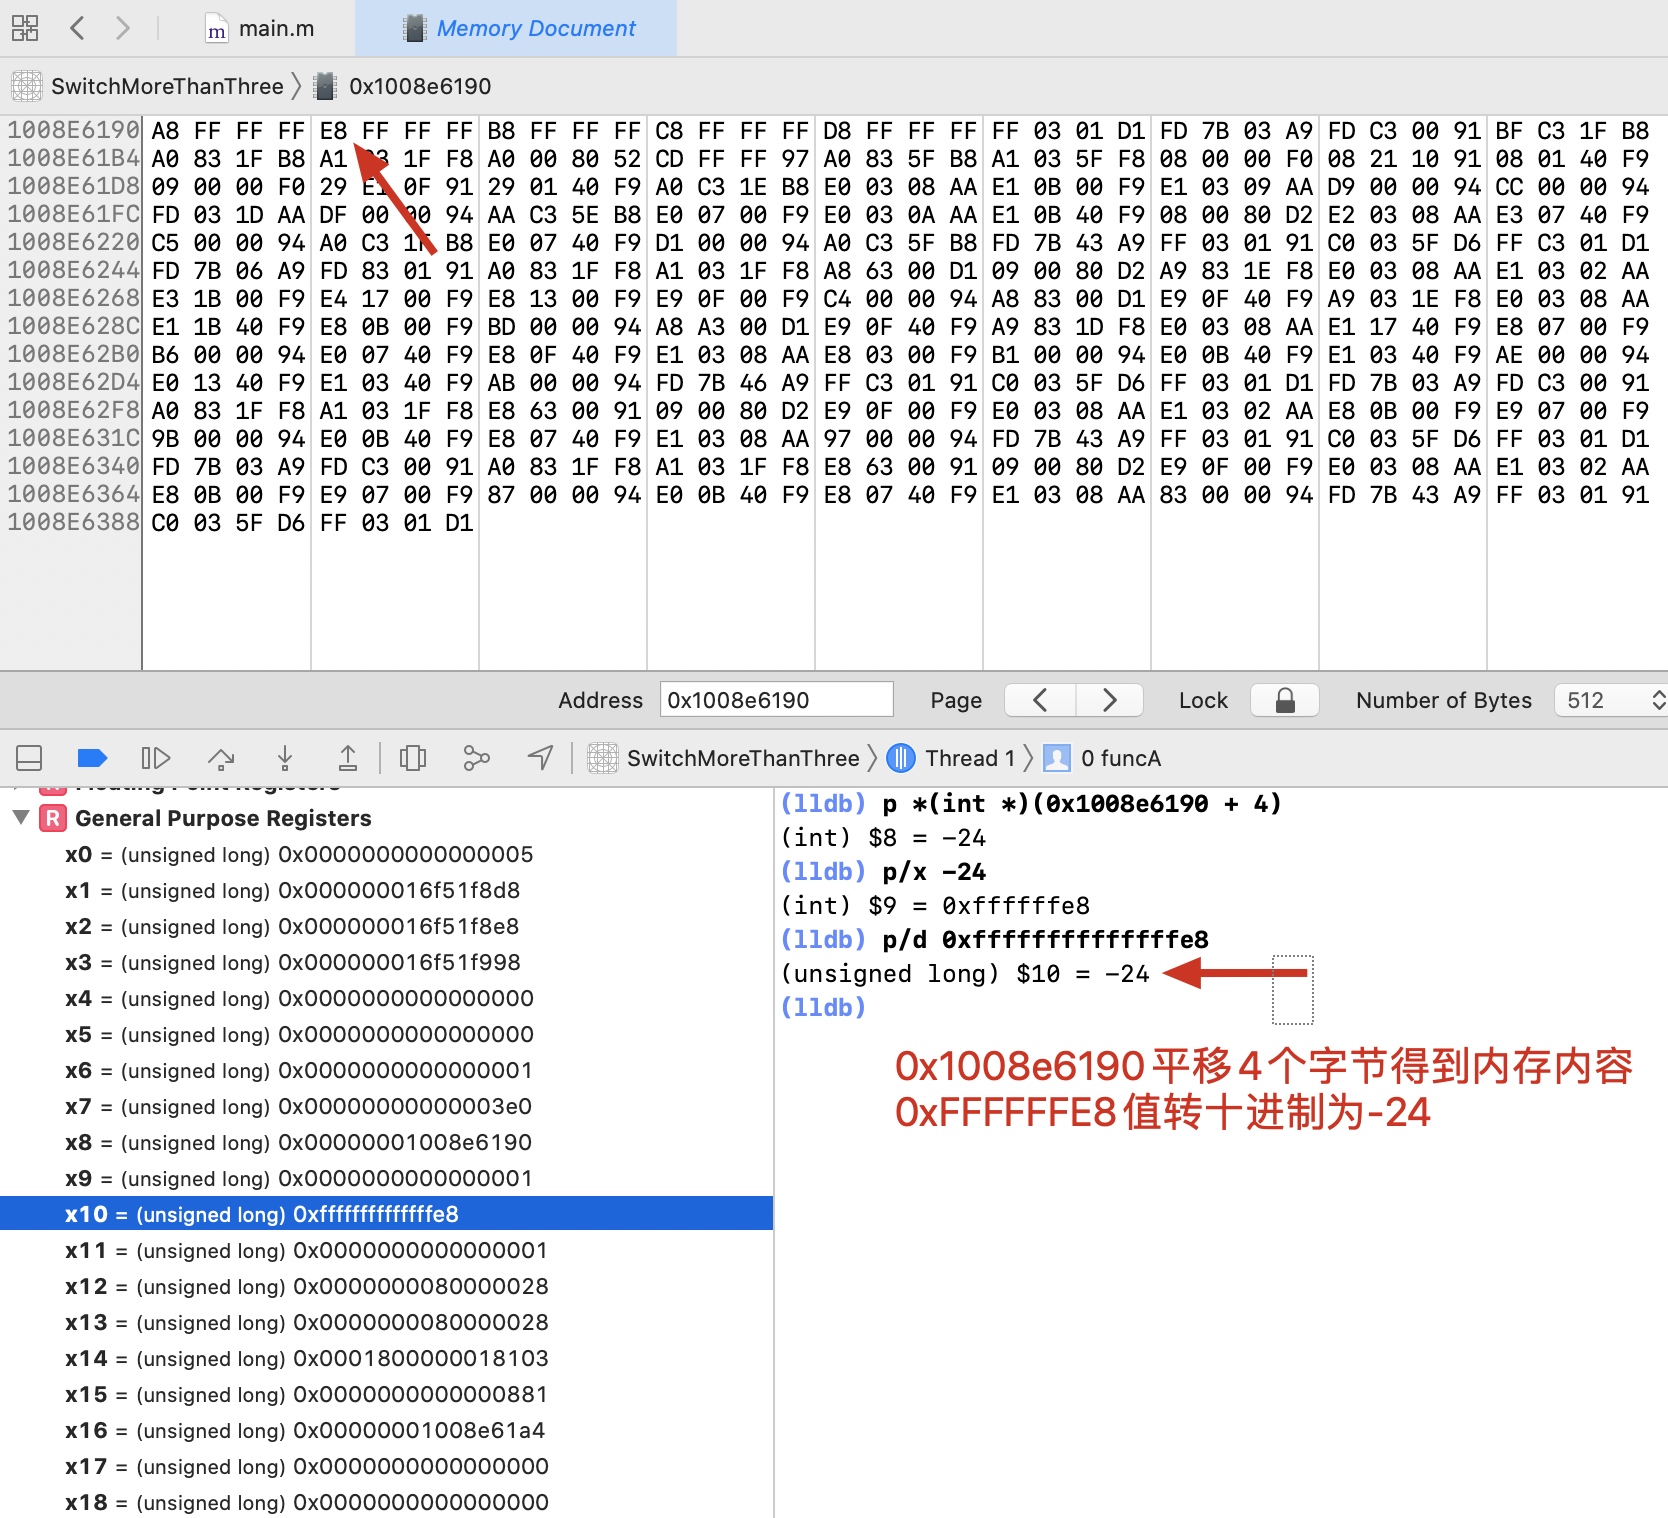 main.m Memory Document
SwitchMoreThanThree 0x1008e6190
1008E6190 A8 FF FF FF E8 FF FF FF B8 FF FF FF C8 FF FF FF D8 FF FF FF FF 03 01 D1 FD 7B 03 A9 FD C3 00 91 BF C3 1F B8
1008E61B4 A0 83 1F B8 A1 03 1F F8 A0 00 80 52 CD FF FF 97 A0 83 5F B8 A1 03 5F F8 08 00 00 F0 08 21 10 91 08 01 40 F9
1008E61D8 09 00 00 F0 29 E1 0F 91 29 01 40 F9 A0 C3 1E B8 E0 03 08 AA E1 0B 00 F9 E1 03 09 AA D9 00 00 94 CC 00 00 94
1008E61FC FD 03 1D AA DF 00 00 94 AA C3 5E B8 E0 07 00 F9 E0 03 0A AA E1 0B 40 F9 08 00 80 D2 E2 03 08 AA E3 07 40 F9
1008E6220 C5 00 00 94 A0 C3 1F B8 E0 07 40 F9 D1 00 00 94 A0 C3 5F B8 FD 7B 43 A9 FF 03 01 91 C0 03 5F D6 FF C3 01 D1
1008E6244 FD 7B 06 A9 FD 83 01 91 A0 83 1F F8 A1 03 1F F8 A8 63 00 D1 09 00 80 D2 A9 83 1E F8 E0 03 08 AA E1 03 02 AA
1008E6268 E3 1B 00 F9 E4 17 00 F9 E8 13 00 F9 E9 0F 00 F9 C4 00 00 94 A8 83 00 D1 E9 0F 40 F9 A9 03 1E F8 E0 03 08 AA
1008E628C E1 1B 40 F9 E8 0B 00 F9 BD 00 00 94 A8 A3 00 D1 E9 0F 40 F9 A9 83 1D F8 E0 03 08 AA E1 17 40 F9 E8 07 00 F9
1008E62B0 B6 00 00 94 E0 07 40 F9 E8 0F 40 F9 E1 03 08 AA E8 03 00 F9 B1 00 00 94 E0 0B 40 F9 E1 03 40 F9 AE 00 00 94
1008E62D4 E0 13 40 F9 E1 03 40 F9 AB 00 00 94 FD 7B 46 A9 FF C3 01 91 C0 03 5F D6 FF 03 01 D1 FD 7B 03 A9 FD C3 00 91
1008E62F8 A0 83 1F F8 A1 03 1F F8 E8 63 00 91 09 00 80 D2 E9 0F 00 F9 E0 03 08 AA E1 03 02 AA E8 0B 00 F9 E9 07 00 F9
1008E631C 9B 00 00 94 E0 0B 40 F9 E8 07 40 F9 E1 03 08 AA 97 00 00 94 FD 7B 43 A9 FF 03 01 91 C0 03 5F D6 FF 03 01 D1
1008E6340 FD 7B 03 A9 FD C3 00 91 A0 83 1F F8 A1 03 1F F8 E8 63 00 91 09 00 80 D2 E9 0F 00 F9 E0 03 08 AA E1 03 02 AA
1008E6364 E8 0B 00 F9 E9 07 00 F9 87 00 00 94 E0 0B 40 F9 E8 07 40 F9 E1 03 08 AA 83 00 00 94 FD 7B 43 A9 FF 03 01 91
1008E6388 C0 03 5F D6 FF 03 01 D1
Address 0x1008e6190 Page Lock Number of Bytes 512
SwitchMoreThanThree Thread 1 0 funcA
Floating Point Registers
R General Purpose Registers
x0 = (unsigned long) 0x0000000000000005
x1 = (unsigned long) 0x000000016f51f8d8
x2 = (unsigned long) 0x000000016f51f8e8
x3 = (unsigned long) 0x000000016f51f998
x4 = (unsigned long) 0x0000000000000000
x5 = (unsigned long) 0x0000000000000000
x6 = (unsigned long) 0x0000000000000001
x7 = (unsigned long) 0x00000000000003e0
x8 = (unsigned long) 0x00000001008e6190
x9 = (unsigned long) 0x0000000000000001
x10 = (unsigned long) 0xffffffffffffffe8
x11 = (unsigned long) 0x0000000000000001
x12 = (unsigned long) 0x0000000080000028
x13 = (unsigned long) 0x0000000080000028
x14 = (unsigned long) 0x0001800000018103
x15 = (unsigned long) 0x0000000000000881
x16 = (unsigned long) 0x00000001008e61a4
x17 = (unsigned long) 0x0000000000000000
x18 = (unsigned long) 0x0000000000000000
(lldb) p *(int *)(0x1008e6190 + 4)
(int) $8 = -24
(lldb) p/x -24
(int) $9 = 0xffffffe8
(lldb) p/d 0xffffffffffffffe8
(unsigned long) $10 = -24
(lldb)
0x1008e6190平移4个字节得到内存内容
0xFFFFFFE8值转十进制为-24